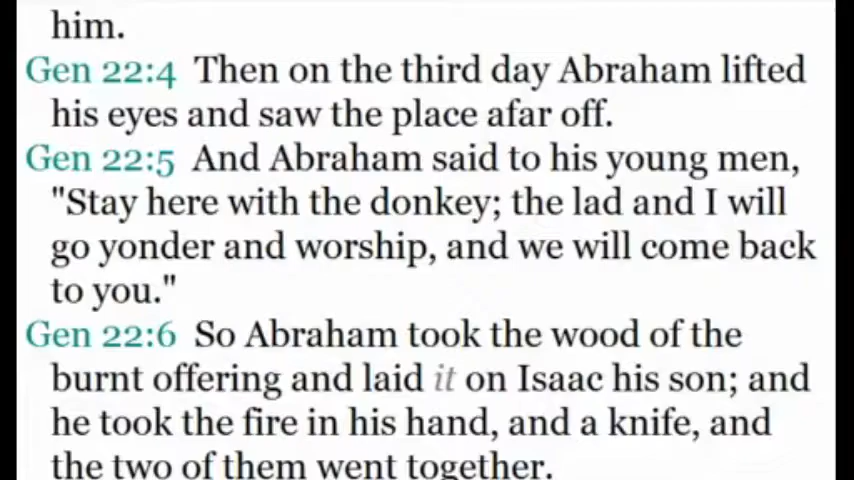 him.
Gen 22:4 Then on the third day Abraham lifted
his eyes and saw the place afar off.
Gen 22:5 And Abraham said to his young men,
"Stay here with the donkey; the lad and I will
go yonder and worship, and we will come back
to you."
Gen 22:6 So Abraham took the wood of the
burnt offering and laid it on Isaac his son; and
he took the fire in his hand, and a knife, and
the two of them went together.